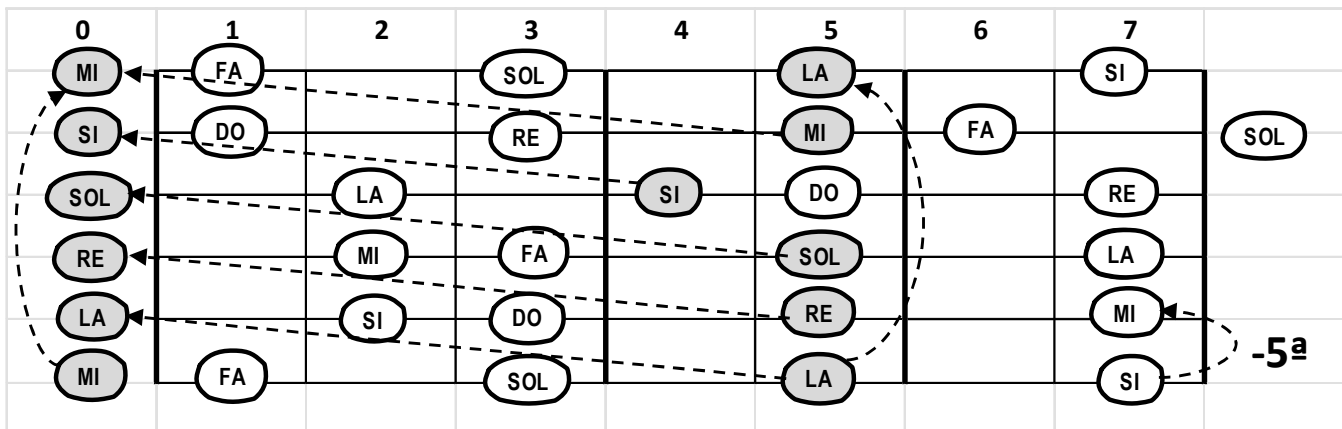 0 1 2 3 4 5 6 7
MI FA SOL LA SI
SI DO RE MI FA SOL
SOL LA SI DO RE
RE MI FA SOL LA
LA SI DO RE MI
-5ª
MI FA SOL LA SI